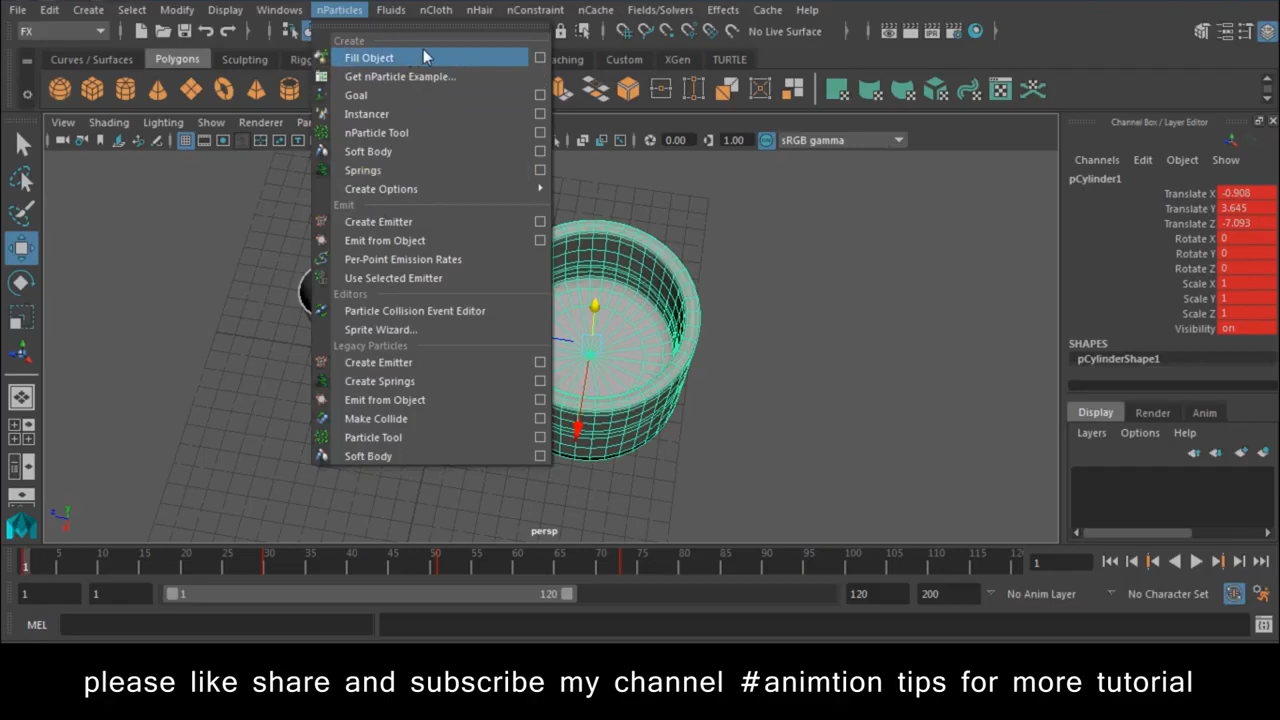 File Edit Create Select Modify Display Windows nParticles Fluids nCloth nHair nConstraint nCache Fields/Solvers Effects Cache Help
FX No Live Surface
Curves / Surfaces Polygons Sculpting Custom XGen TURTLE
View Shading Lighting Show Renderer 0.00 1.00 sRGB gamma
Create
Fill Object
Get nParticle Example...
Goal
Instancer
nParticle Tool
Soft Body
Springs
Create Options
Emit
Create Emitter
Emit from Object
Per-Point Emission Rates
Use Selected Emitter
Editors
Particle Collision Event Editor
Sprite Wizard...
Legacy Particles
Create Emitter
Create Springs
Emit from Object
Make Collide
Particle Tool
Soft Body
persp
Channel Box / Layer Editor
Channels Edit Object Show
pCylinder1
Translate X -0.908
Translate Y 3.645
Translate Z -7.093
Rotate X 0
Rotate Y 0
Rotate Z 0
Scale X 1
Scale Y 1
Scale Z 1
Visibility on
SHAPES
pCylinderShape1
Display Render Anim
Layers Options Help
1 5 10 15 20 25 30 35 40 45 50 55 60 65 70 75 80 85 90 95 100 105 110 115 1
1 1 1 120 120 200 No Anim Layer No Character Set
MEL
please like share and subscribe my channel #animtion tips for more tutorial